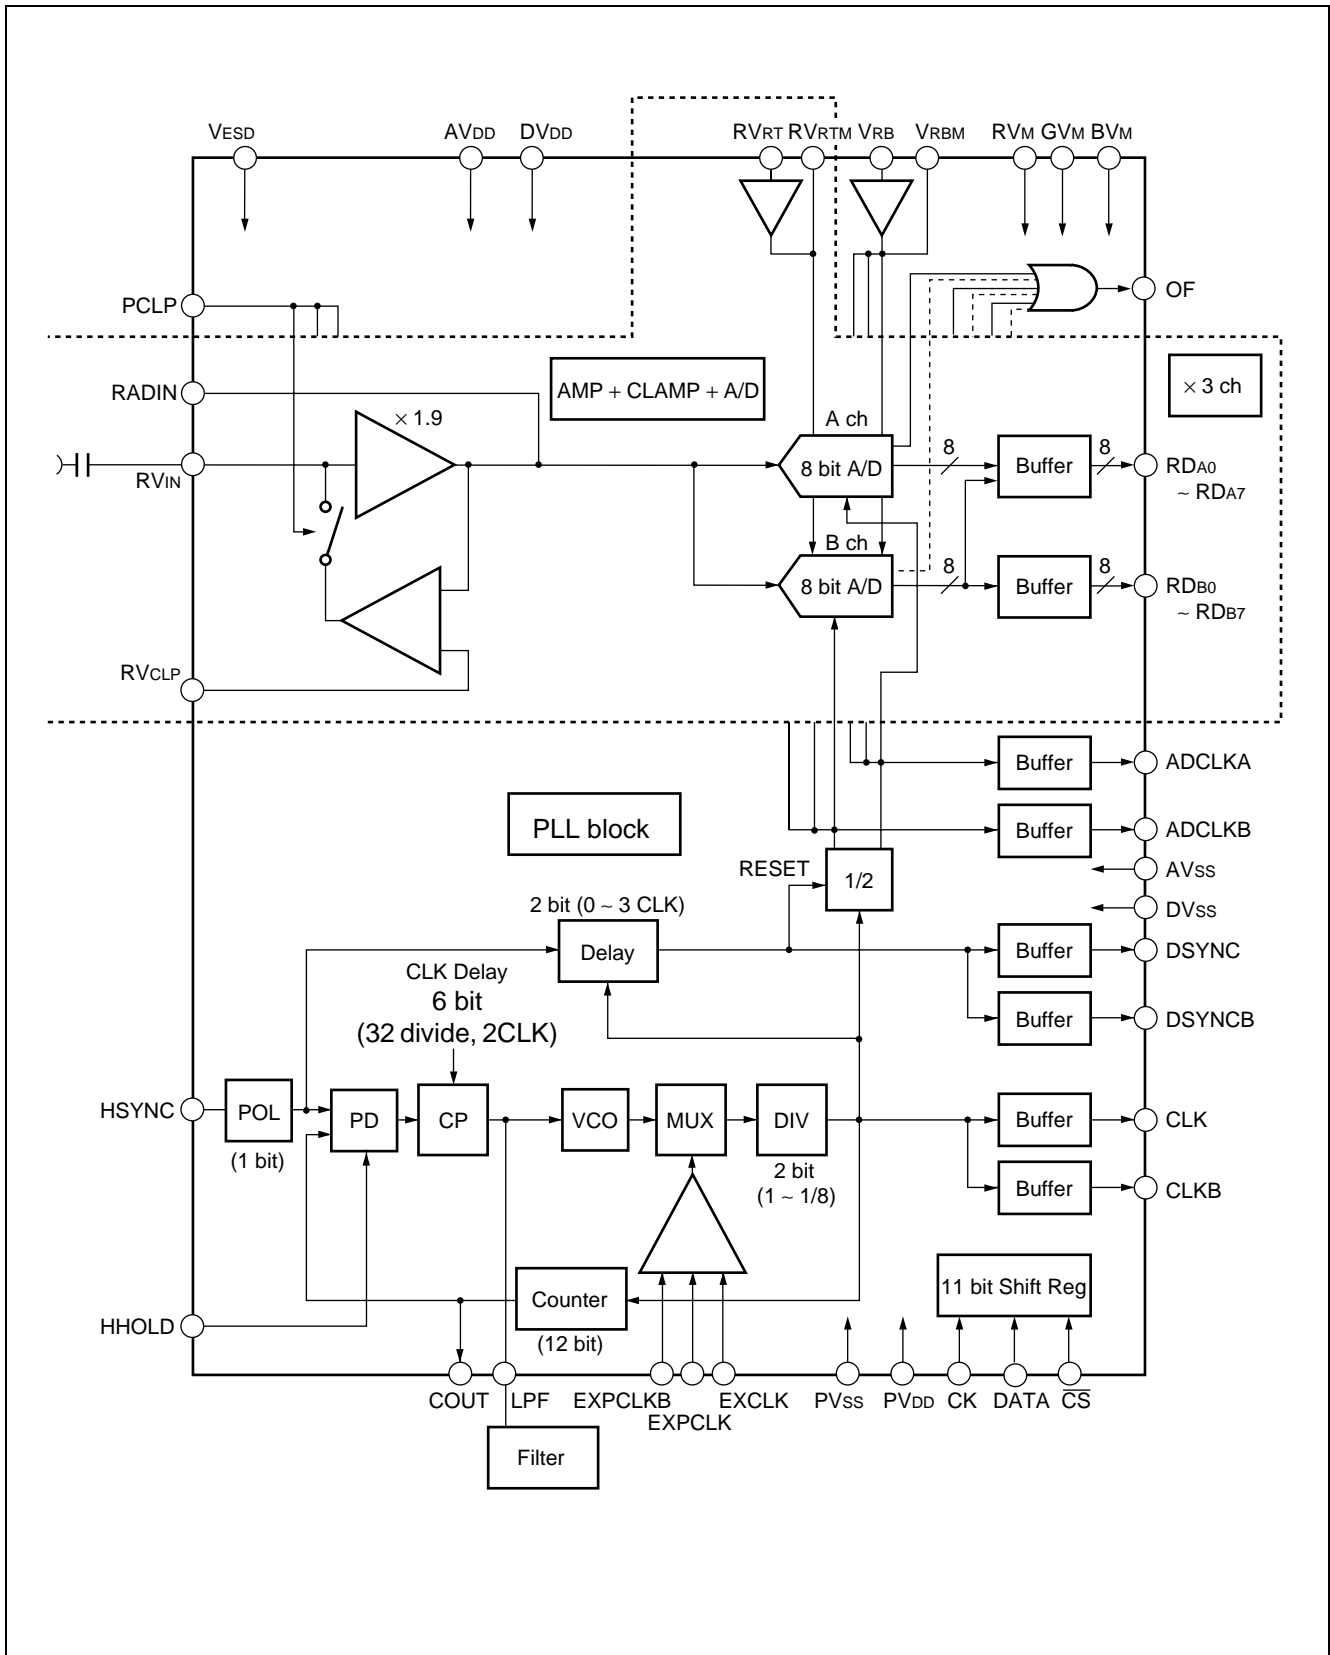 VESD
AVDD
DVDD
RVRT
RVRTM
VRB
VRBM
RVM
GVM
BVM
PCLP
OF
RADIN
AMP + CLAMP + A/D
× 3 ch
× 1.9
A ch
RVIN
8 bit A/D
8
Buffer
8
RDA0
~ RDA7
B ch
8 bit A/D
8
Buffer
8
RDB0
~ RDB7
RVCLP
Buffer
ADCLKA
PLL block
Buffer
ADCLKB
RESET
1/2
AVSS
DVSS
2 bit (0 ~ 3 CLK)
Delay
Buffer
DSYNC
CLK Delay
6 bit
(32 divide, 2CLK)
Buffer
DSYNCB
HSYNC
POL
(1 bit)
PD
CP
VCO
MUX
DIV
2 bit
(1 ~ 1/8)
Buffer
CLK
Buffer
CLKB
11 bit Shift Reg
Counter
(12 bit)
HHOLD
COUT
LPF
EXPCLKB
EXPCLK
EXCLK
PVSS
PVDD
CK
DATA
C̅S̅
Filter